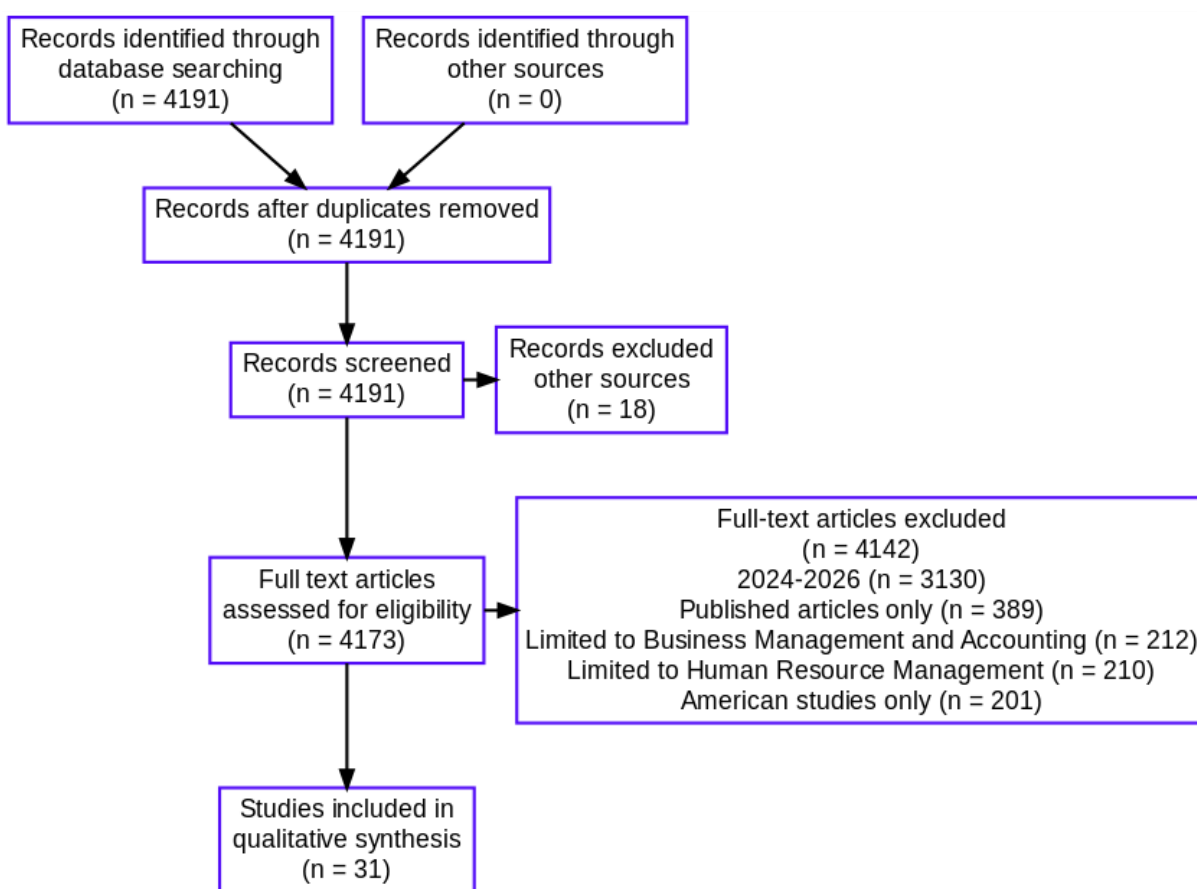 Records identified through
database searching
(n = 4191)
Records identified through
other sources
(n = 0)
Records after duplicates removed
(n = 4191)
Records screened
(n = 4191)
Records excluded
other sources
(n = 18)
Full text articles
assessed for eligibility
(n = 4173)
Full-text articles excluded
(n = 4142)
2024-2026 (n = 3130)
Published articles only (n = 389)
Limited to Business Management and Accounting (n = 212)
Limited to Human Resource Management (n = 210)
American studies only (n = 201)
Studies included in
qualitative synthesis
(n = 31)